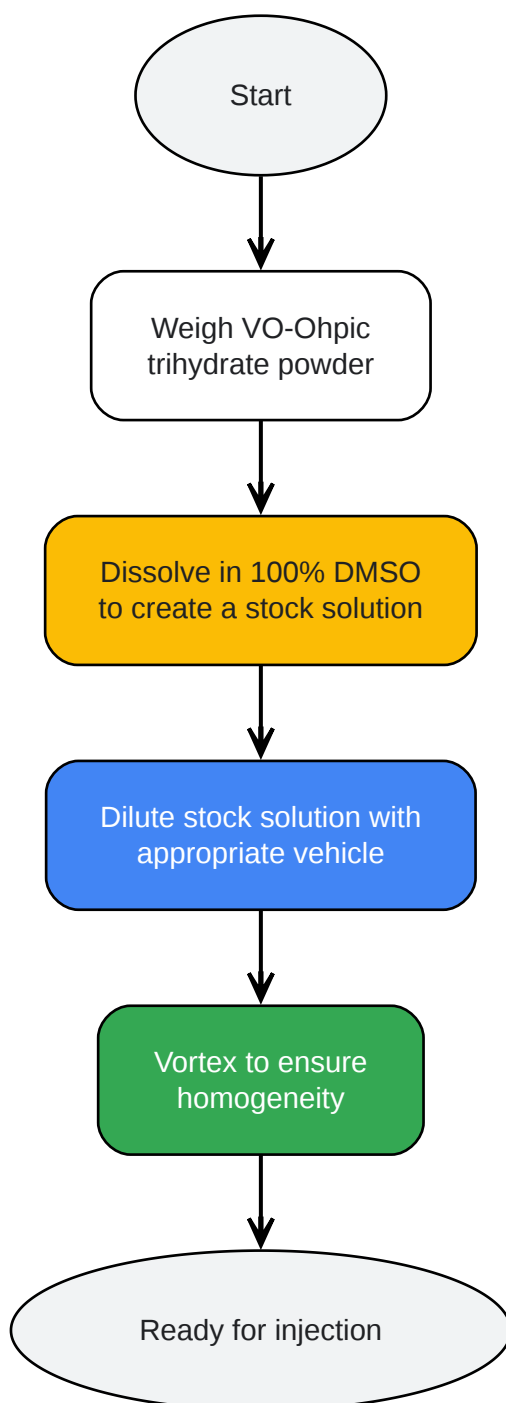 Start
Weigh VO-Ohpic
trihydrate powder
Dissolve in 100% DMSO
to create a stock solution
Dilute stock solution with
appropriate vehicle
Vortex to ensure
homogeneity
Ready for injection